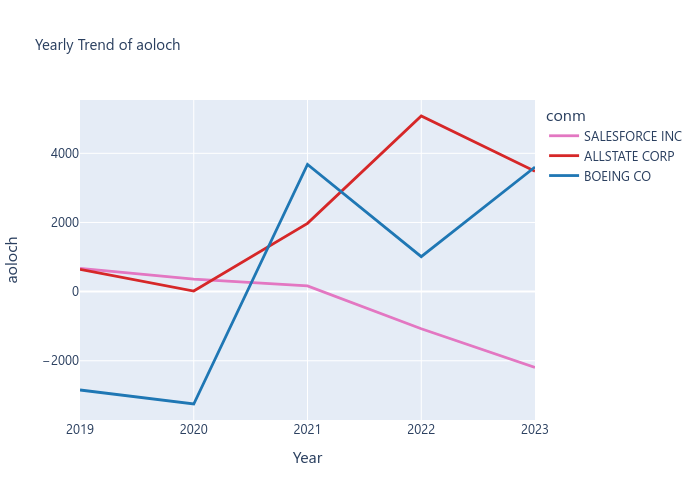 Yearly Trend of aoloch
conm
SALESFORCE INC
ALLSTATE CORP
BOEING CO
aoloch
4000
2000
0
−2000
2019 2020 2021 2022 2023
Year